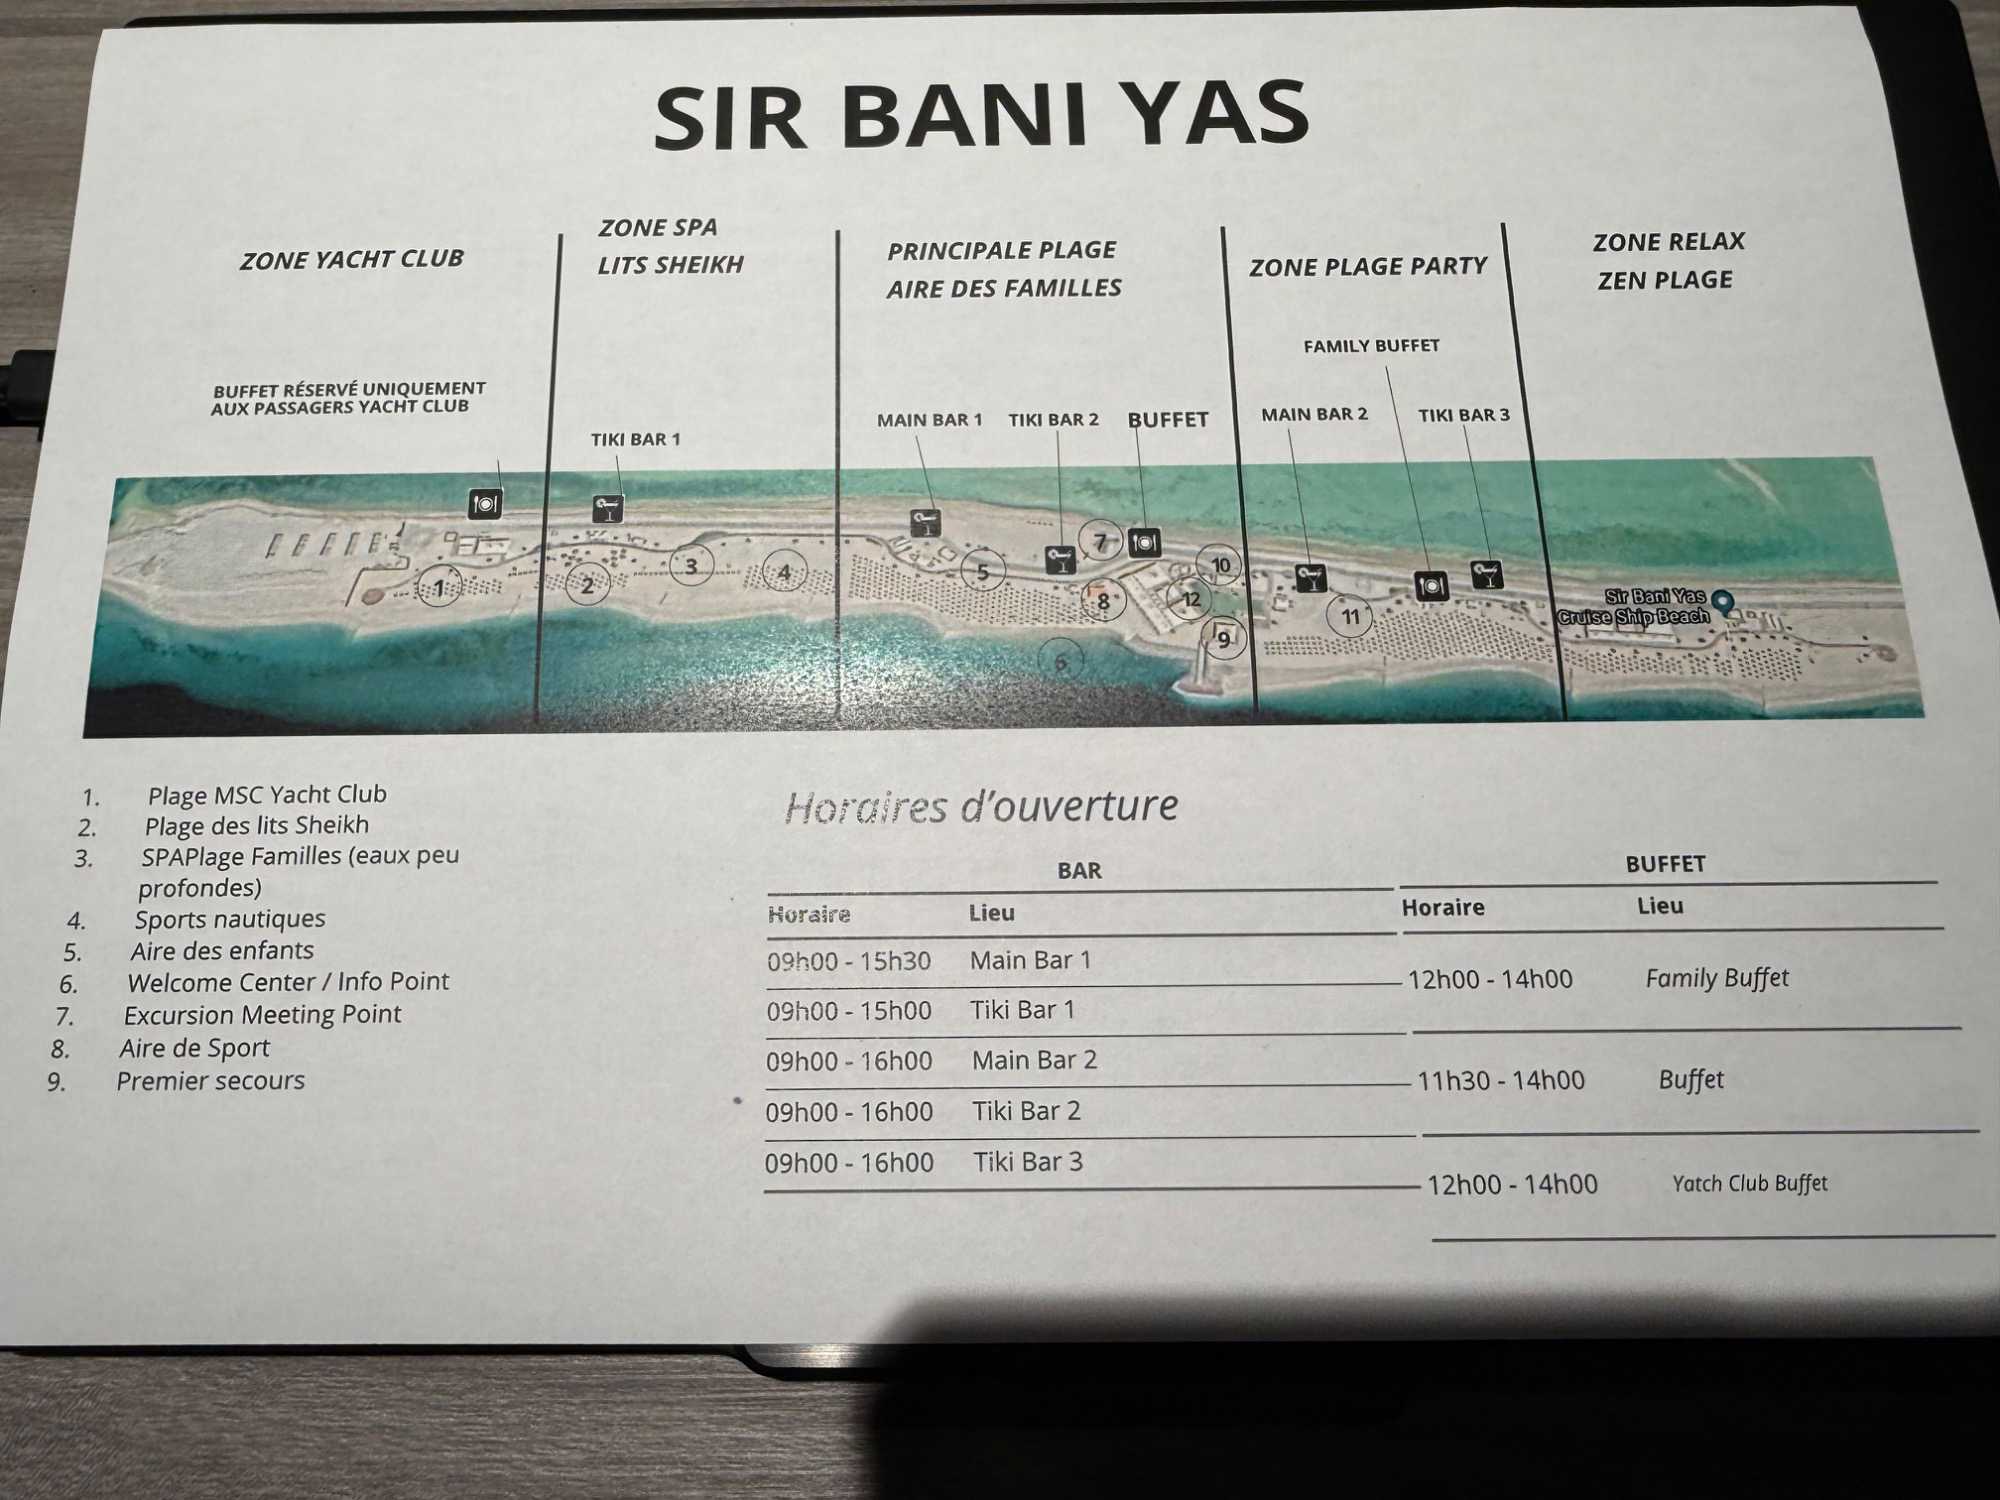 SIR BANI YAS
ZONE YACHT CLUB
ZONE SPA
LITS SHEIKH
PRINCIPALE PLAGE
AIRE DES FAMILLES
ZONE PLAGE PARTY
ZONE RELAX
ZEN PLAGE
BUFFET RÉSERVÉ UNIQUEMENT
AUX PASSAGERS YACHT CLUB
TIKI BAR 1
MAIN BAR 1
TIKI BAR 2
BUFFET
MAIN BAR 2
FAMILY BUFFET
TIKI BAR 3
1
2
3
4
5
6
7
8
9
10
12
11
Sir Bani Yas
Cruise Ship Beach
1. Plage MSC Yacht Club
2. Plage des lits Sheikh
3. SPAPlage Familles (eaux peu
profondes)
4. Sports nautiques
5. Aire des enfants
6. Welcome Center / Info Point
7. Excursion Meeting Point
8. Aire de Sport
9. Premier secours
Horaires d'ouverture
BAR
Horaire Lieu
09h00 - 15h30 Main Bar 1
09h00 - 15h00 Tiki Bar 1
09h00 - 16h00 Main Bar 2
09h00 - 16h00 Tiki Bar 2
09h00 - 16h00 Tiki Bar 3
BUFFET
Horaire Lieu
12h00 - 14h00 Family Buffet
11h30 - 14h00 Buffet
12h00 - 14h00 Yatch Club Buffet